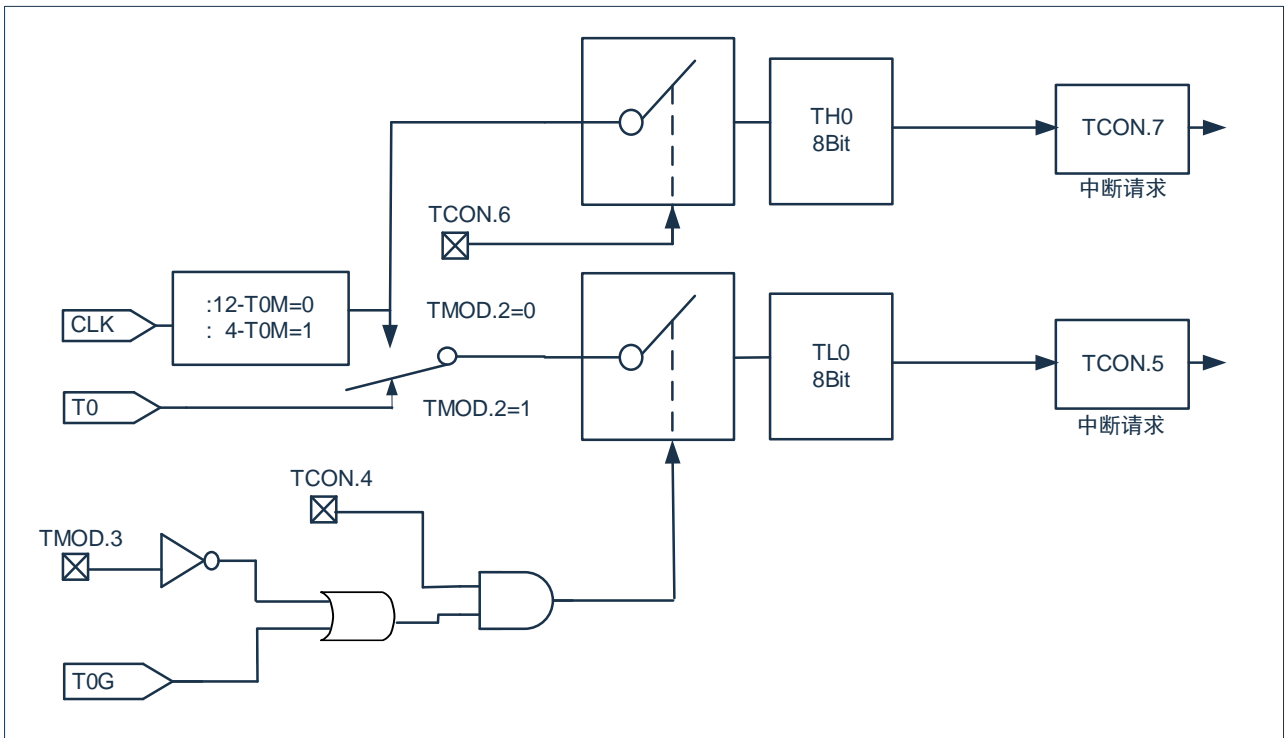 TH0
8Bit
TCON.7
中断请求
TCON.6
:12-T0M=0
: 4-T0M=1
CLK
TMOD.2=0
T0
TMOD.2=1
TL0
8Bit
TCON.5
中断请求
TCON.4
TMOD.3
T0G